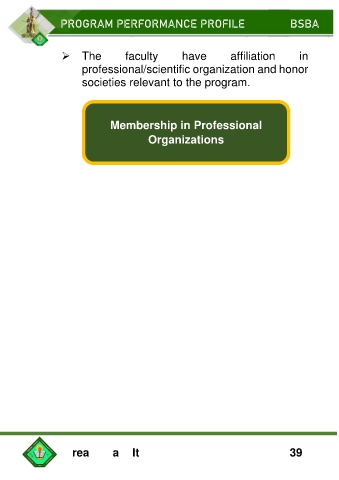 PROGRAM PERFORMANCE PROFILE BSBA
➢ The faculty have affiliation in
professional/scientific organization and honor
societies relevant to the program.
Membership in Professional
Organizations
rea a lt 39